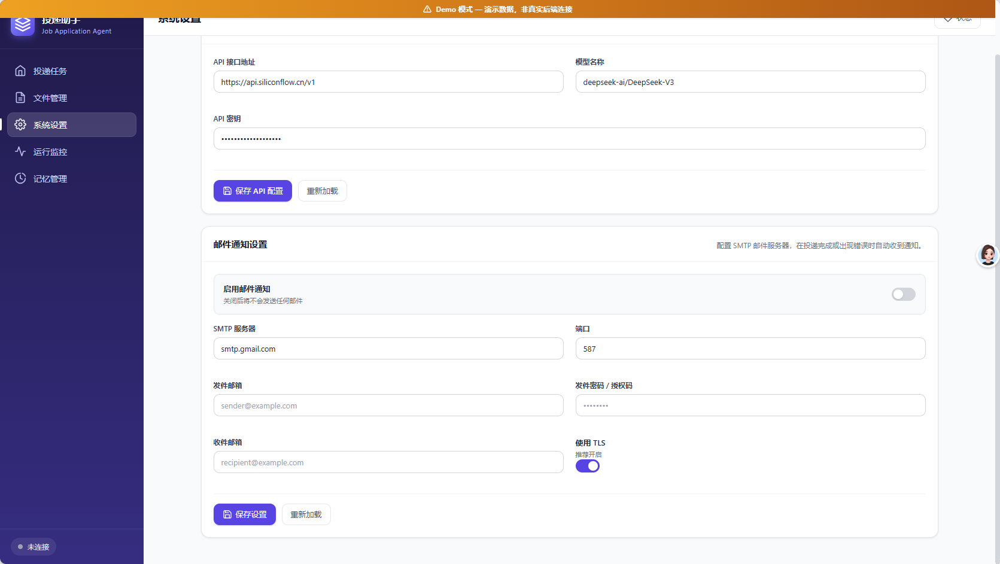 Demo 模式 — 演示数据，非真实后端连接
投递助手
Job Application Agent
系统设置
状态
投递任务
文件管理
系统设置
运行监控
记忆管理
未连接
API 接口地址
模型名称
https://api.siliconflow.cn/v1
deepseek-ai/DeepSeek-V3
API 密钥
•••••••••••••••••••
保存 API 配置
重新加载
邮件通知设置
配置 SMTP 邮件服务器，在投递完成或出现错误时自动收到通知。
启用邮件通知
关闭后将不会发送任何邮件
SMTP 服务器
端口
smtp.gmail.com
587
发件邮箱
发件密码 / 授权码
sender@example.com
••••••••
收件邮箱
使用 TLS
推荐开启
recipient@example.com
保存设置
重新加载